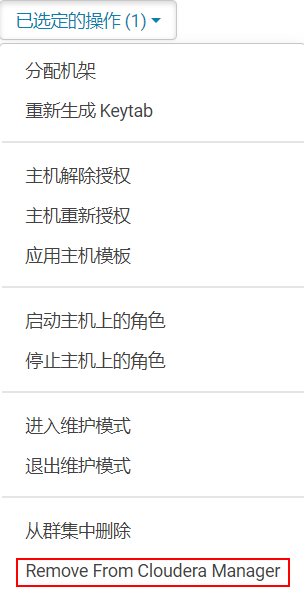 已选定的操作 (1)
分配机架
重新生成 Keytab
主机解除授权
主机重新授权
应用主机模板
启动主机上的角色
停止主机上的角色
进入维护模式
退出维护模式
从群集中删除
Remove From Cloudera Manager